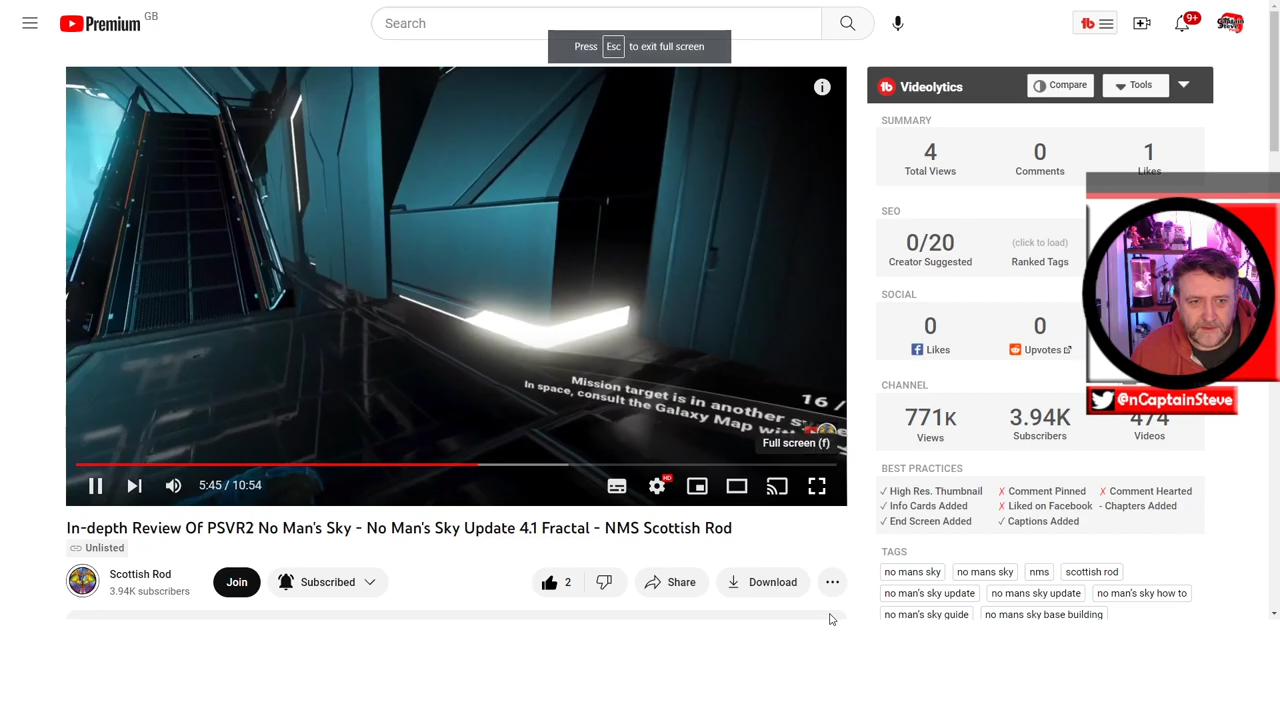 Premium GB
Search
9+
Press Esc to exit full screen
Videolytics
Compare
Tools
SUMMARY
4
Total Views
0
Comments
1
Likes
SEO
0/20
Creator Suggested
(click to load)
Ranked Tags
SOCIAL
0
Likes
0
Upvotes
@nCaptainSteve
CHANNEL
771K
Views
3.94K
Subscribers
474
Videos
BEST PRACTICES
✓ High Res. Thumbnail ✗ Comment Pinned ✗ Comment Hearted
✓ Info Cards Added ✗ Liked on Facebook - Chapters Added
✓ End Screen Added ✓ Captions Added
TAGS
no mans sky no mans sky nms scottish rod
no man's sky update no mans sky update no man's sky how to
no man's sky guide no mans sky base building
16/
Mission target is in another
In space, consult the Galaxy Map
Full screen (f)
5:45 / 10:54
HD
In-depth Review Of PSVR2 No Man's Sky - No Man's Sky Update 4.1 Fractal - NMS Scottish Rod
Unlisted
Scottish Rod
3.94K subscribers
Join
Subscribed
2
Share
Download